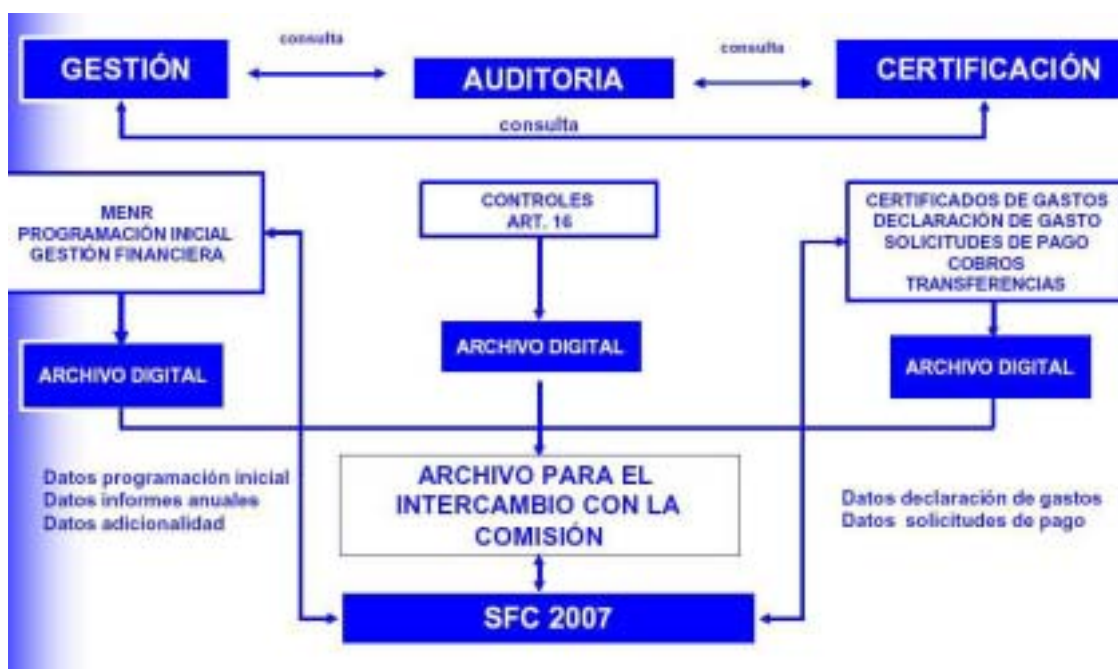 consulta
consulta
GESTIÓN
AUDITORIA
CERTIFICACIÓN
consulta
MENR
PROGRAMACIÓN INICIAL
GESTIÓN FINANCIERA
CONTROLES
ART. 16
CERTIFICADOS DE GASTOS
DECLARACIÓN DE GASTO
SOLICITUDES DE PAGO
COBROS
TRANSFERENCIAS
ARCHIVO DIGITAL
ARCHIVO DIGITAL
ARCHIVO DIGITAL
Datos programación inicial
Datos informes anuales
Datos adicionalidad
ARCHIVO PARA EL
INTERCAMBIO CON LA
COMISIÓN
Datos declaración de gastos
Datos solicitudes de pago
SFC 2007